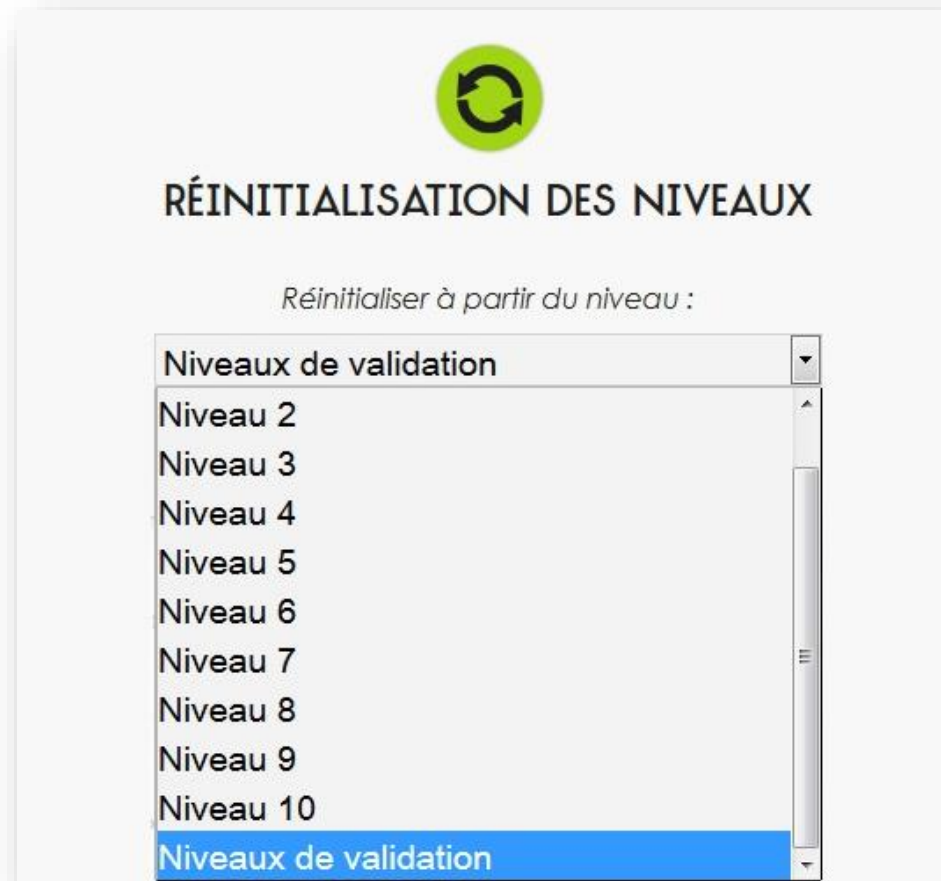 RÉINITIALISATION DES NIVEAUX
Réinitialiser à partir du niveau :
Niveaux de validation
Niveau 2
Niveau 3
Niveau 4
Niveau 5
Niveau 6
Niveau 7
Niveau 8
Niveau 9
Niveau 10
Niveaux de validation